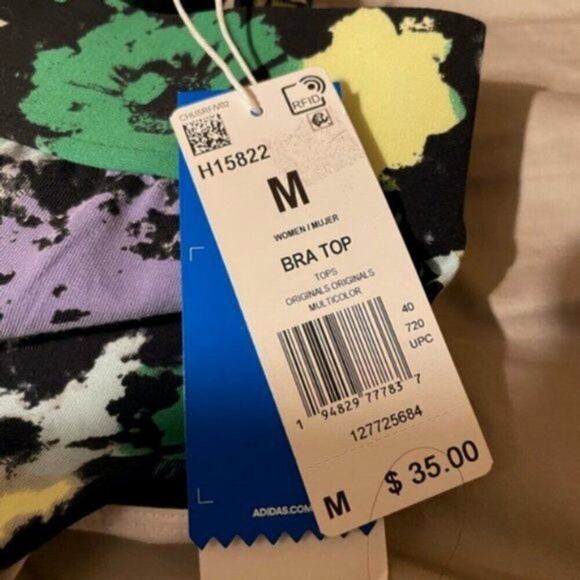 CHUSRFIV02
RFID
H15822
M
WOMEN / MUJER
BRA TOP
TOPS
ORIGINALS ORIGINALS
MULTICOLOR
40
720
UPC
1 94829 77783 7
127725684
M $ 35.00
ADIDAS.COM